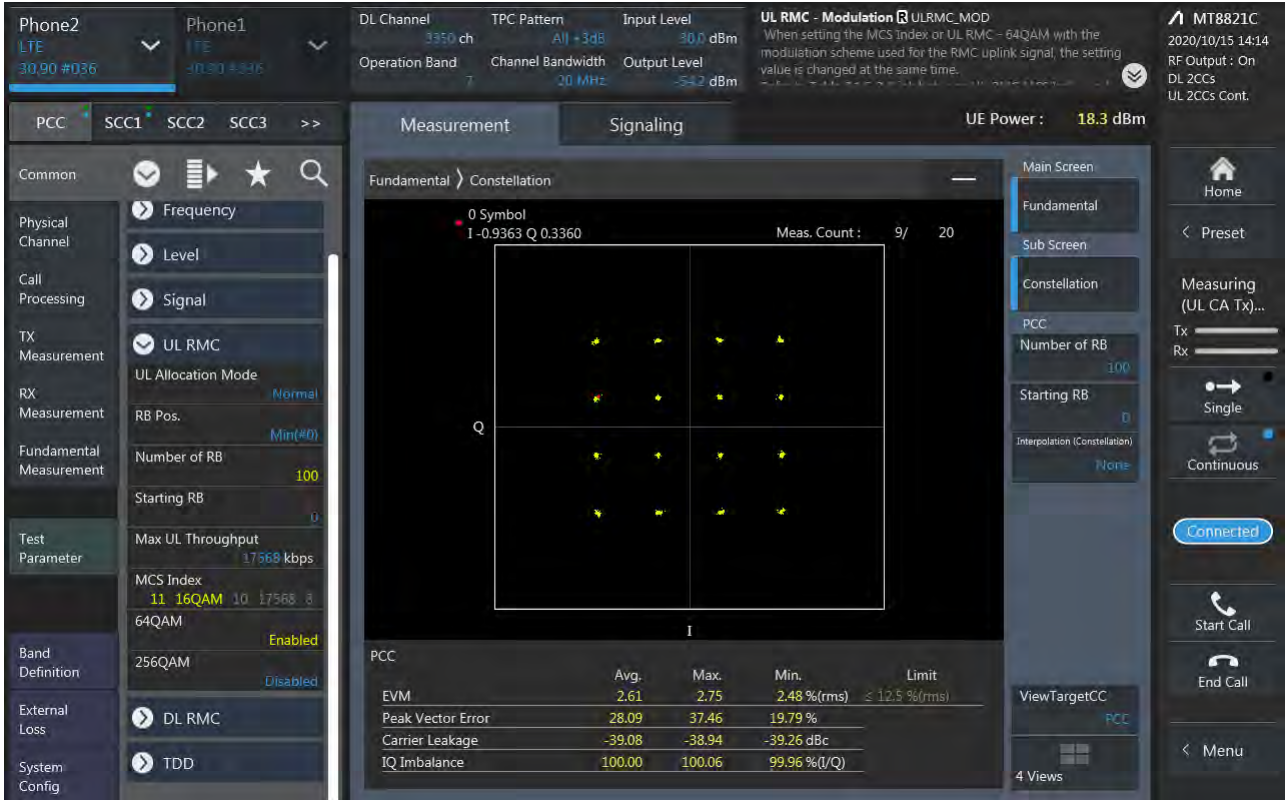 Phone2
LTE
30.90 #036
Phone1
LTE
30.90 #036
DL Channel
3350 ch
Operation Band
7
TPC Pattern
All +3dB
Channel Bandwidth
20 MHz
Input Level
30.0 dBm
Output Level
-54.2 dBm
UL RMC - Modulation R ULRMC_MOD
When setting the MCS Index or UL RMC - 64QAM with the
modulation scheme used for the RMC uplink signal, the setting
value is changed at the same time.
MT8821C
2020/10/15 14:14
RF Output : On
DL 2CCs
UL 2CCs Cont.
PCC SCC1 SCC2 SCC3 >>
Measurement Signaling
UE Power : 18.3 dBm
Common
Physical
Channel
Call
Processing
TX
Measurement
RX
Measurement
Fundamental
Measurement
Test
Parameter
Band
Definition
External
Loss
System
Config
Frequency
Level
Signal
UL RMC
UL Allocation Mode
Normal
RB Pos.
Min(#0)
Number of RB
100
Starting RB
0
Max UL Throughput
17568 kbps
MCS Index
11 16QAM 10 17568 8
64QAM
Enabled
256QAM
Disabled
DL RMC
TDD
Fundamental 〉 Constellation
0 Symbol
I -0.9363 Q 0.3360
Meas. Count : 9/ 20
Q
I
PCC
Avg. Max. Min. Limit
EVM 2.61 2.75 2.48 %(rms) ≤ 12.5 %(rms)
Peak Vector Error 28.09 37.46 19.79 %
Carrier Leakage -39.08 -38.94 -39.26 dBc
IQ Imbalance 100.00 100.06 99.96 %(I/Q)
Main Screen
Fundamental
Sub Screen
Constellation
PCC
Number of RB
100
Starting RB
0
Interpolation (Constellation)
None
ViewTargetCC
PCC
4 Views
Home
< Preset
Measuring
(UL CA Tx)...
Tx
Rx
Single
Continuous
Connected
Start Call
End Call
< Menu